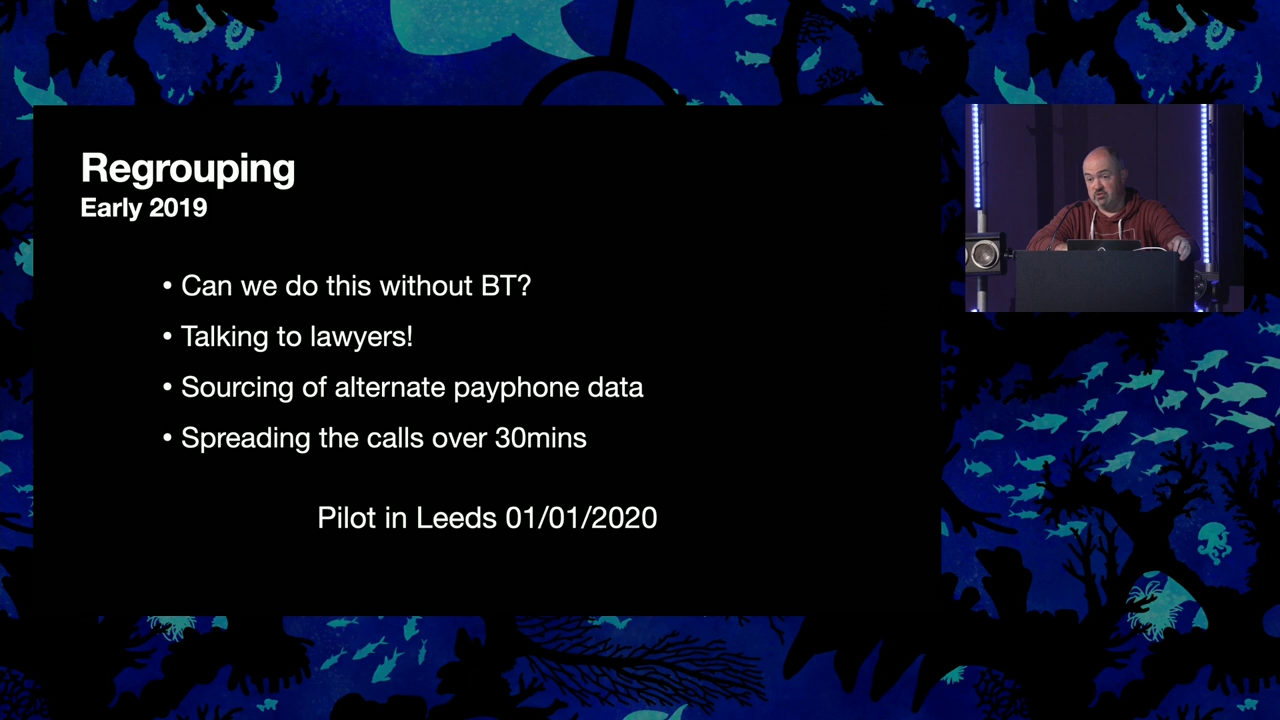 Regrouping
Early 2019
• Can we do this without BT?
• Talking to lawyers!
• Sourcing of alternate payphone data
• Spreading the calls over 30mins
Pilot in Leeds 01/01/2020